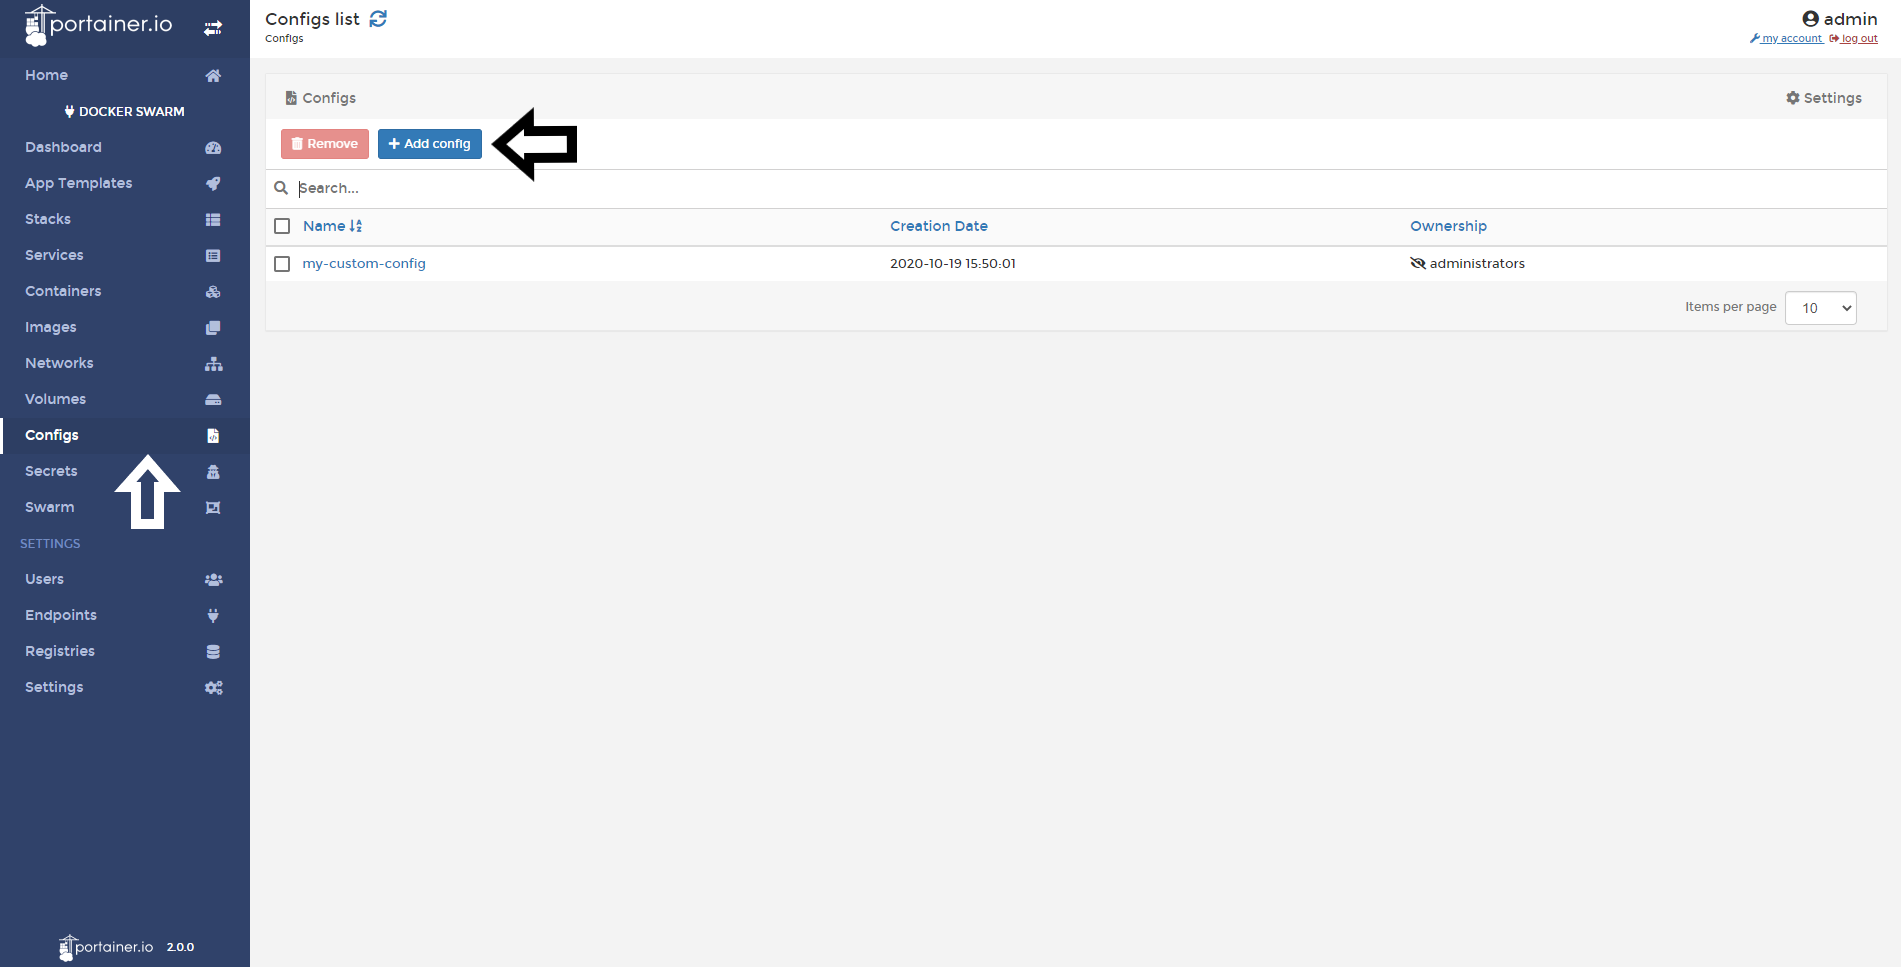 portainer.io
Home
DOCKER SWARM
Dashboard
App Templates
Stacks
Services
Containers
Images
Networks
Volumes
Configs
Secrets
Swarm
SETTINGS
Users
Endpoints
Registries
Settings
portainer.io 2.0.0
Configs list
Configs
admin
my account log out
Configs
Settings
Remove + Add config
Search...
Name Creation Date Ownership
my-custom-config 2020-10-19 15:50:01 administrators
Items per page 10